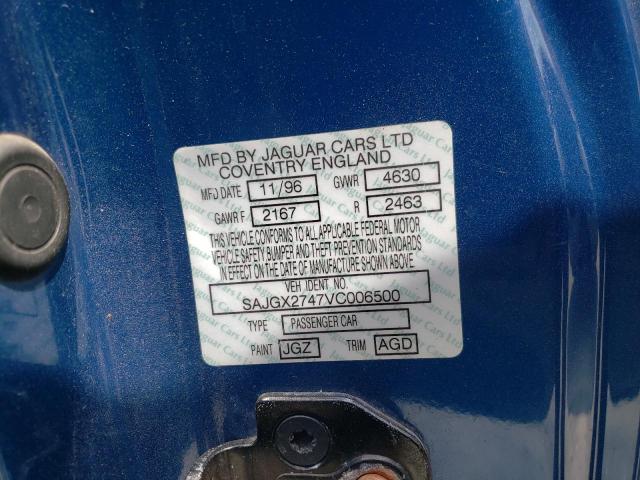 MFD BY JAGUAR CARS LTD
COVENTRY ENGLAND
MFD DATE 11/96 GVWR 4630
GAWR F 2167 R 2463
THIS VEHICLE CONFORMS TO ALL APPLICABLE FEDERAL MOTOR
VEHICLE SAFETY BUMPER AND THEFT PREVENTION STANDARDS
IN EFFECT ON THE DATE OF MANUFACTURE SHOWN ABOVE
VEH IDENT. NO.
SAJGX2747VC006500
TYPE PASSENGER CAR
PAINT JGZ TRIM AGD